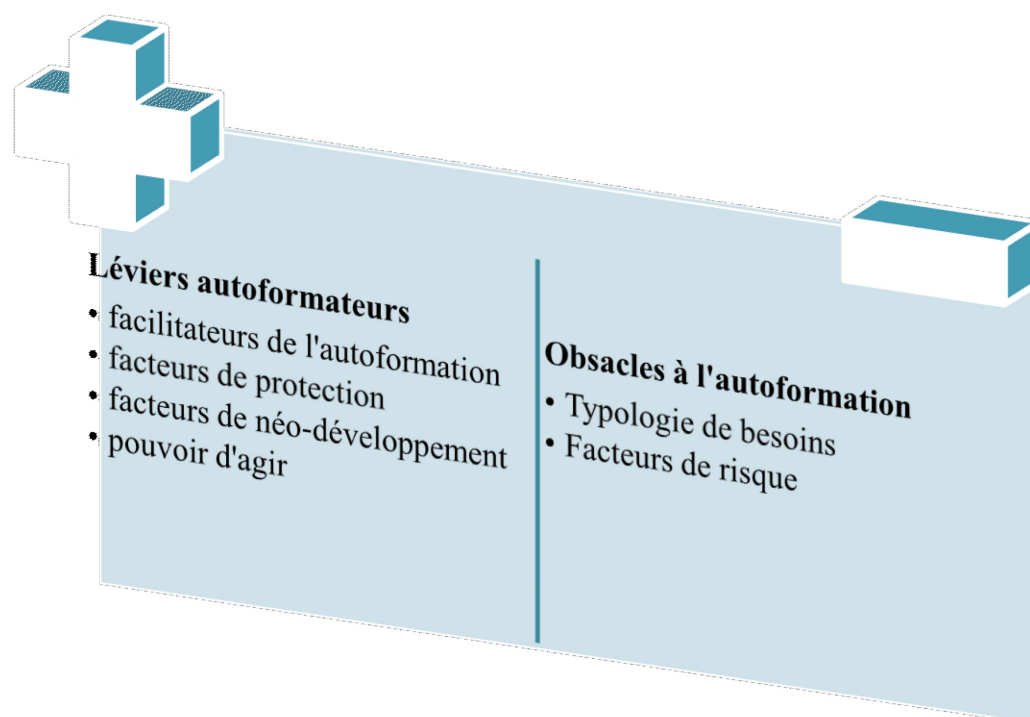 Léviers autoformateurs
• facilitateurs de l'autoformation
• facteurs de protection
• facteurs de néo-développement
• pouvoir d'agir
Obsacles à l'autoformation
• Typologie de besoins
• Facteurs de risque